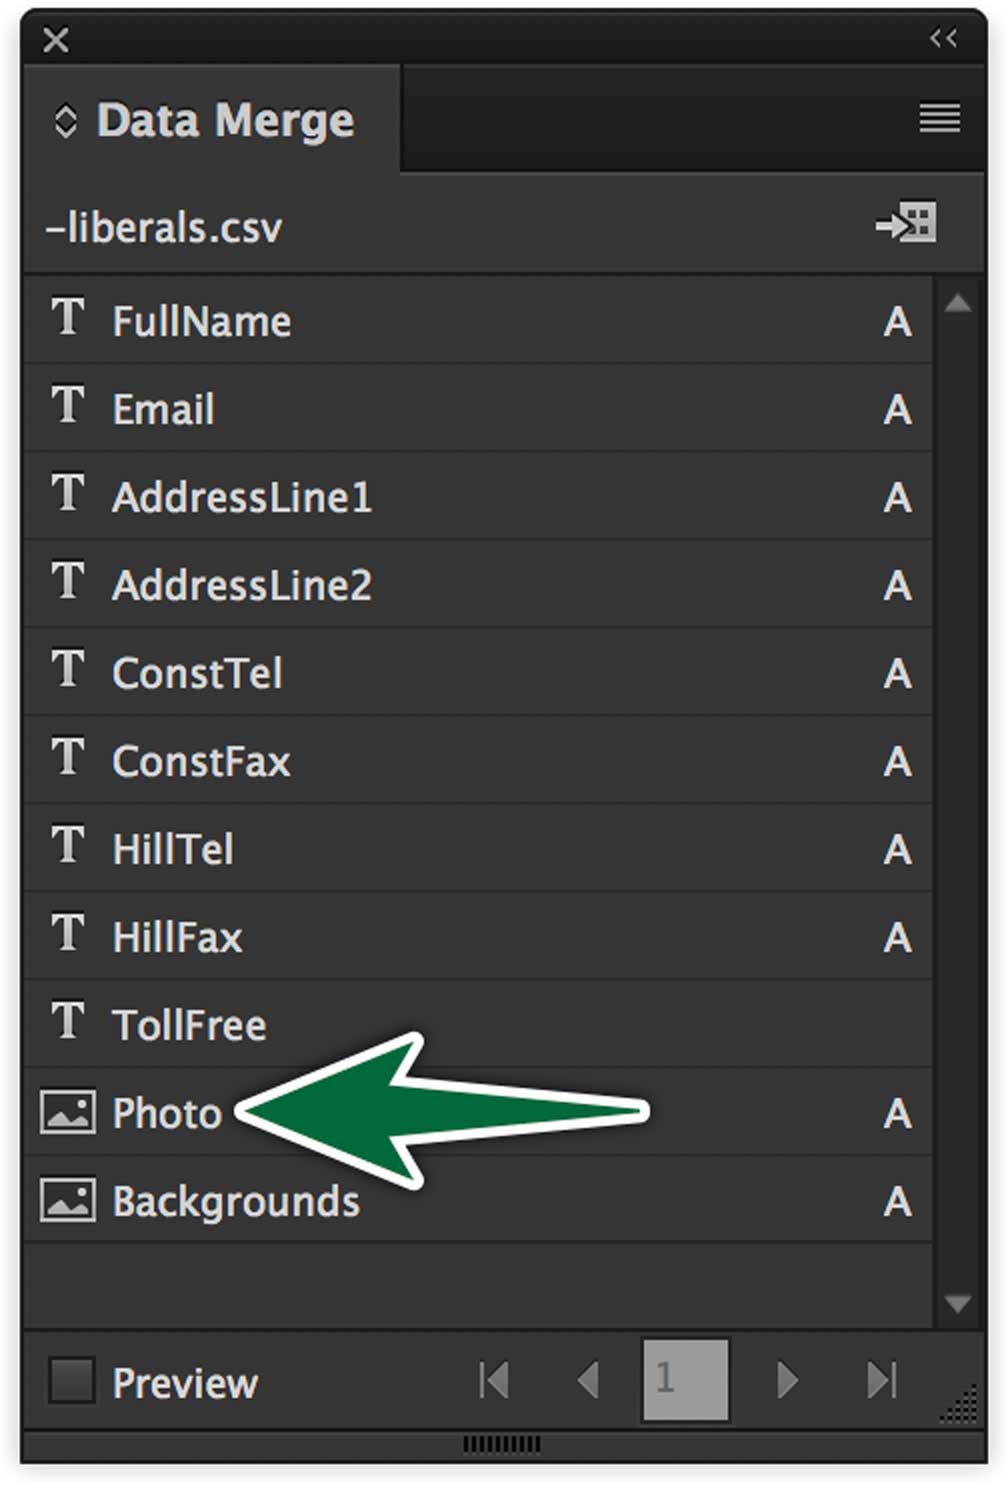 Data Merge
-liberals.csv
T FullName A
T Email A
T AddressLine1 A
T AddressLine2 A
T ConstTel A
T ConstFax A
T HillTel A
T HillFax A
T TollFree
Photo A
Backgrounds A
Preview 1